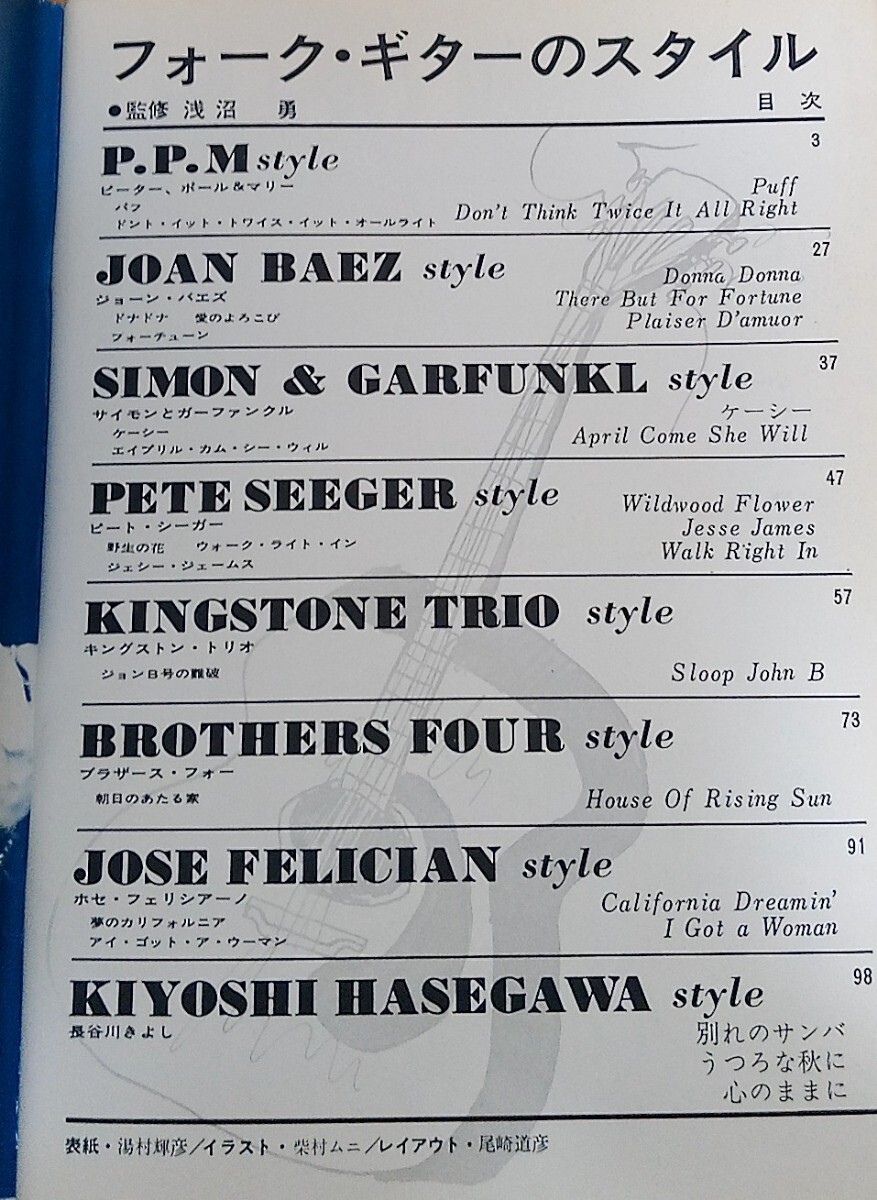 フォーク・ギターのスタイル
●監修 浅沼 勇
目 次
P.P.M style
3
ピーター、ポール&マリー
パフ
ドント・イット・トワイス・イット・オールライト
Puff
Don't Think Twice It All Right
JOAN BAEZ style
27
ジョーン・バエズ
ドナドナ 愛のよろこび
フォーチューン
Donna Donna
There But For Fortune
Plaiser D'amuor
SIMON & GARFUNKL style
37
サイモンとガーファンクル
ケーシー
エイプリル・カム・シー・ウィル
ケーシー
April Come She Will
PETE SEEGER style
47
ピート・シーガー
野生の花 ウォーク・ライト・イン
ジェシー・ジェームス
Wildwood Flower
Jesse James
Walk Right In
KINGSTONE TRIO style
57
キングストン・トリオ
ジョンB号の難破
Sloop John B
BROTHERS FOUR style
73
ブラザース・フォー
朝日のあたる家
House Of Rising Sun
JOSE FELICIAN style
91
ホセ・フェリシアーノ
夢のカリフォルニア
アイ・ゴット・ア・ウーマン
California Dreamin'
I Got a Woman
KIYOSHI HASEGAWA style
98
長谷川きよし
別れのサンバ
うつろな秋に
心のままに
表紙・湯村輝彦/イラスト・柴村ムニ/レイアウト・尾崎道彦